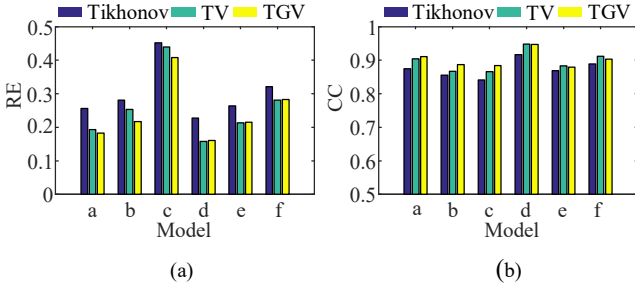 Tikhonov TV TGV
0.5
0.4
0.3
0.2
0.1
0
RE
a b c d e f
Model
(a)
Tikhonov TV TGV
1
0.9
0.8
0.7
0.6
0.5
CC
a b c d e f
Model
(b)